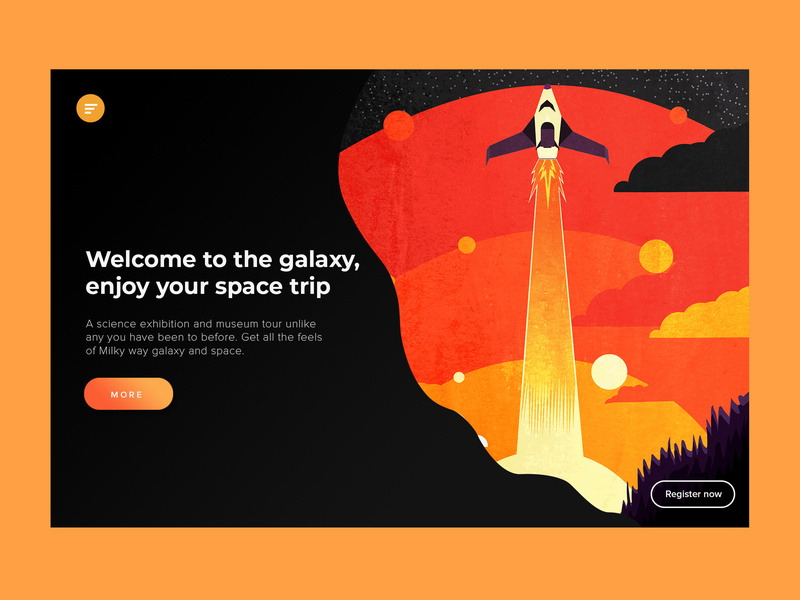 Welcome to the galaxy,
enjoy your space trip
A science exhibition and museum tour unlike
any you have been to before. Get all the feels
of Milky way galaxy and space.
MORE
Register now